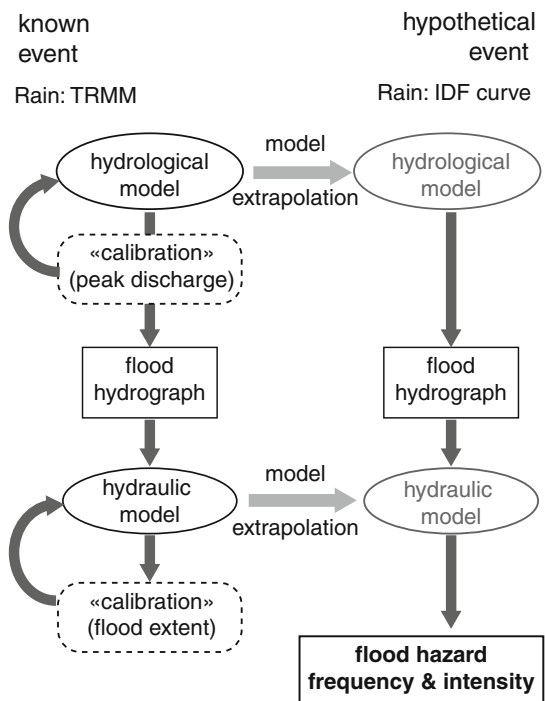 known
event
hypothetical
event
Rain: TRMM
Rain: IDF curve
hydrological
model
model
extrapolation
hydrological
model
«calibration»
(peak discharge)
flood
hydrograph
flood
hydrograph
hydraulic
model
model
extrapolation
hydraulic
model
«calibration»
(flood extent)
flood hazard
frequency & intensity